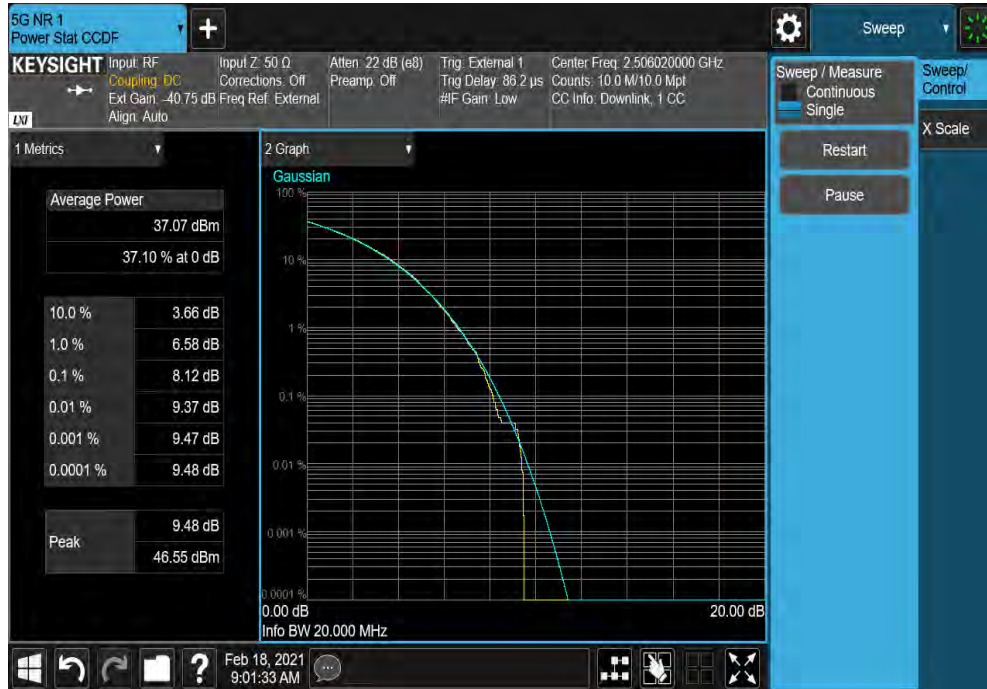 5G NR 1
Power Stat CCDF
Sweep
KEYSIGHT
Input: RF
Coupling: DC
Ext Gain: -40.75 dB
Align: Auto
Input Z: 50 Ω
Corrections: Off
Freq Ref: External
Atten: 22 dB (e8)
Preamp: Off
Trig: External 1
Trig Delay: 86.2 µs
#IF Gain: Low
Center Freq: 2.506020000 GHz
Counts: 10.0 M/10.0 Mpt
CC Info: Downlink, 1 CC
LXI
Sweep / Measure
Continuous
Single
Restart
Pause
Sweep/
Control
X Scale
1 Metrics
Average Power
37.07 dBm
37.10 % at 0 dB
10.0 % 3.66 dB
1.0 % 6.58 dB
0.1 % 8.12 dB
0.01 % 9.37 dB
0.001 % 9.47 dB
0.0001 % 9.48 dB
Peak
9.48 dB
46.55 dBm
2 Graph
Gaussian
100 %
10 %
1 %
0.1 %
0.01 %
0.001 %
0.0001 %
0.00 dB 20.00 dB
Info BW 20.000 MHz
?
Feb 18, 2021
9:01:33 AM